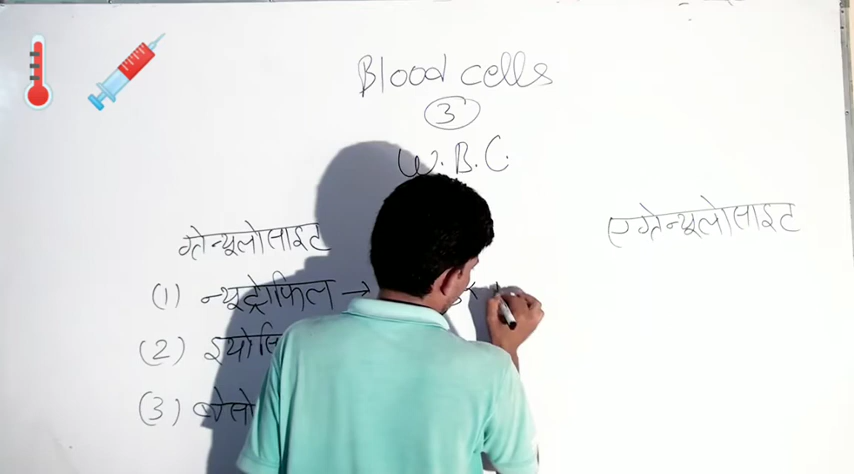 Blood cells
3
W.B.C.
ग्रेन्यूलोसाइट
एग्रेन्यूलोसाइट
(1) न्यूट्रोफिल →
(2)
(3)